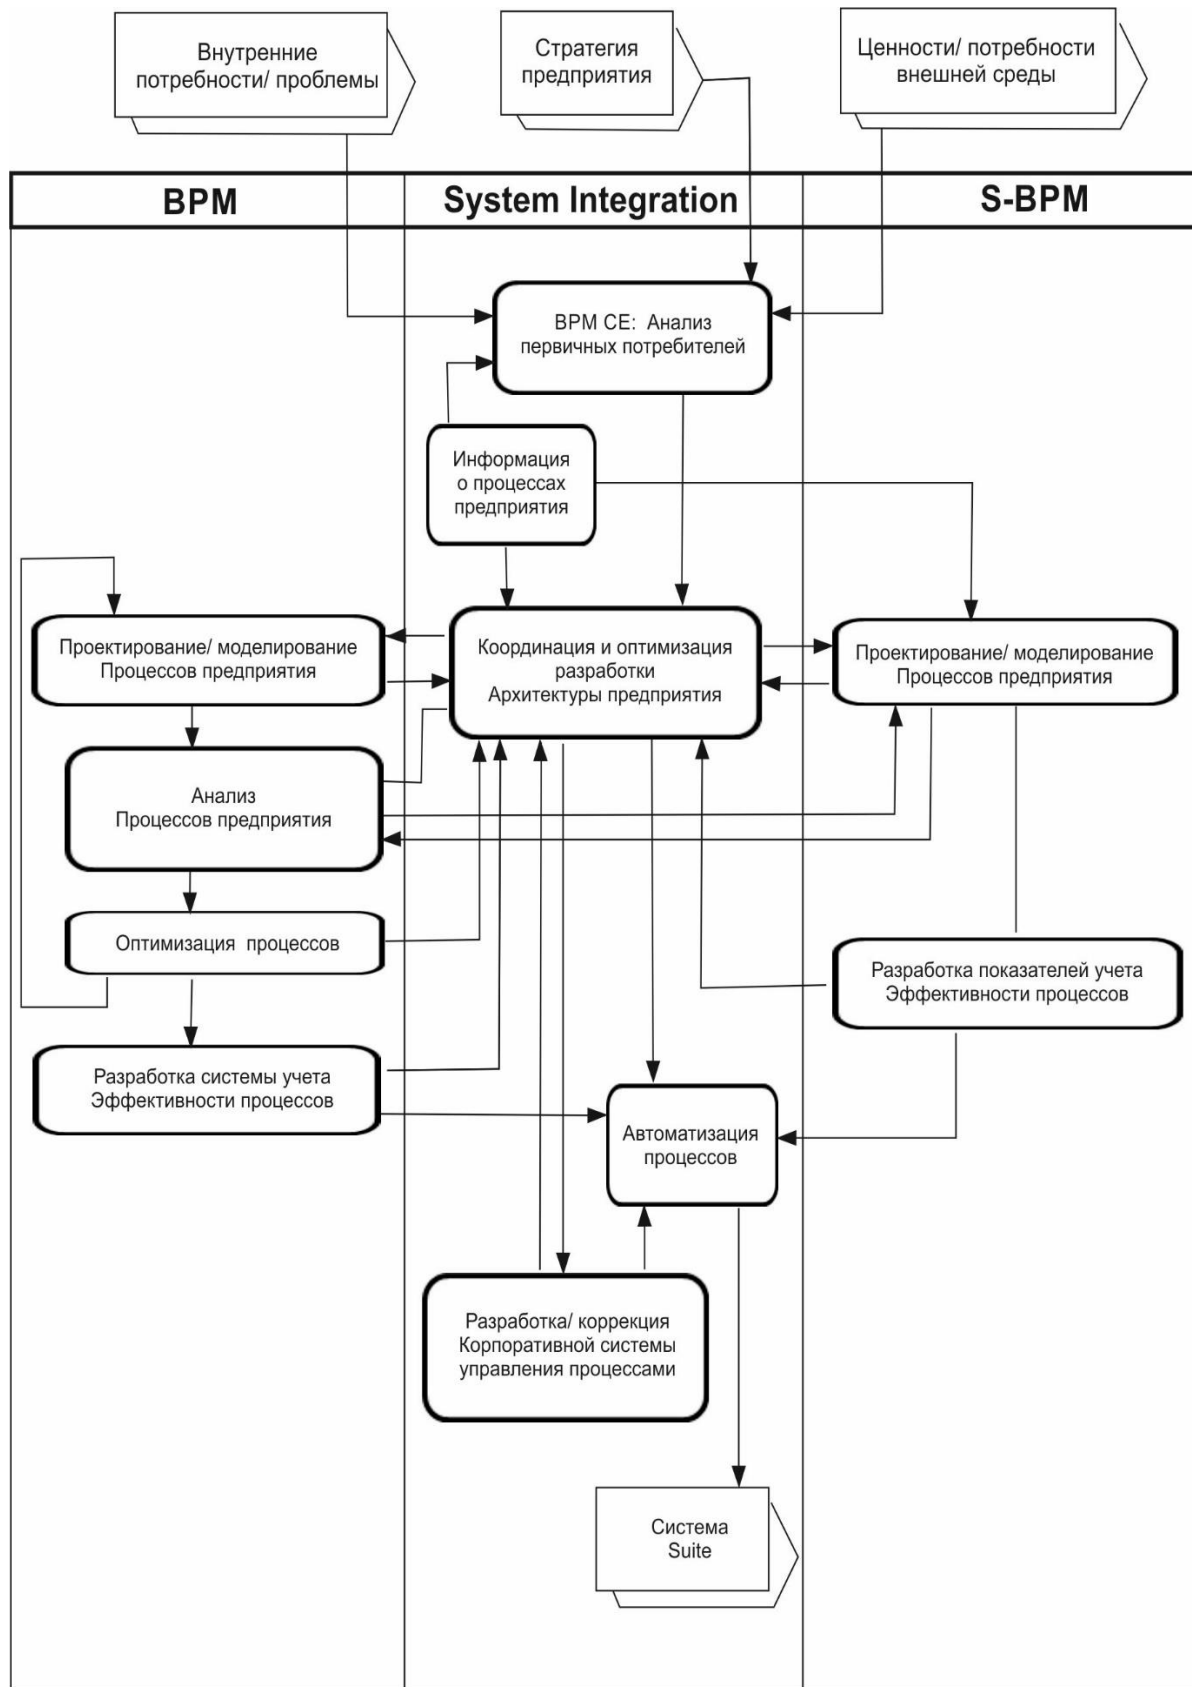 Внутренние
потребности/ проблемы
Стратегия
предприятия
Ценности/ потребности
внешней среды
BPM
System Integration
S-BPM
BPM CE: Анализ
первичных потребителей
Информация
о процессах
предприятия
Проектирование/ моделирование
Процессов предприятия
Координация и оптимизация
разработки
Архитектуры предприятия
Проектирование/ моделирование
Процессов предприятия
Анализ
Процессов предприятия
Оптимизация процессов
Разработка показателей учета
Эффективности процессов
Разработка системы учета
Эффективности процессов
Автоматизация
процессов
Разработка/ коррекция
Корпоративной системы
управления процессами
Система
Suite